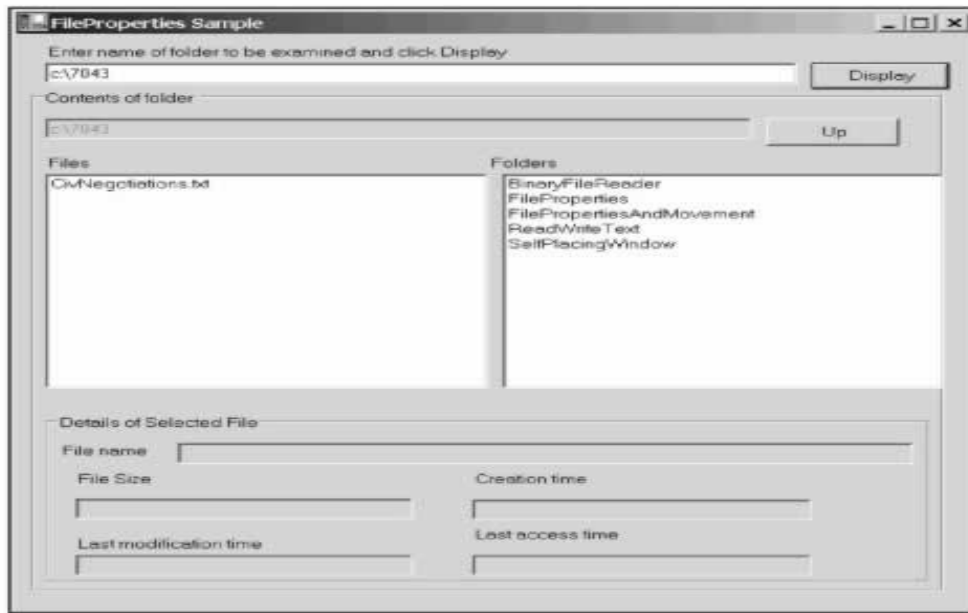 FileProperties Sample
Enter name of folder to be examined and click Display
c:\7843
Display
Contents of folder
c:\7843
Up
Files
Folders
CivNegotiations.txt
BinaryFileReader
FileProperties
FilePropertiesAndMovement
ReadWriteText
SelfPlacingWindow
Details of Selected File
File name
File Size
Creation time
Last modification time
Last access time